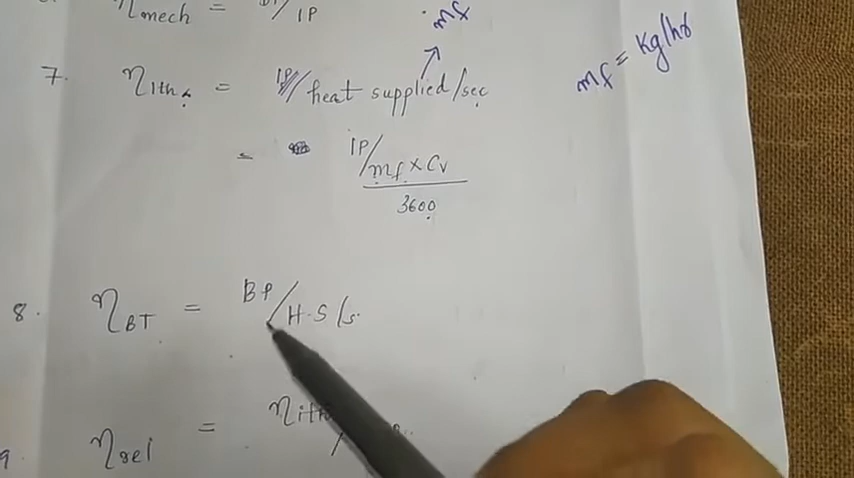 ηmech = BP/IP
mf
mf = kg/hr
7. ηIth. = IP/heat supplied/sec
= IP/mf × Cv
3600
8. ηBT = BP/H.S/s.
9 ηrel = ηith/